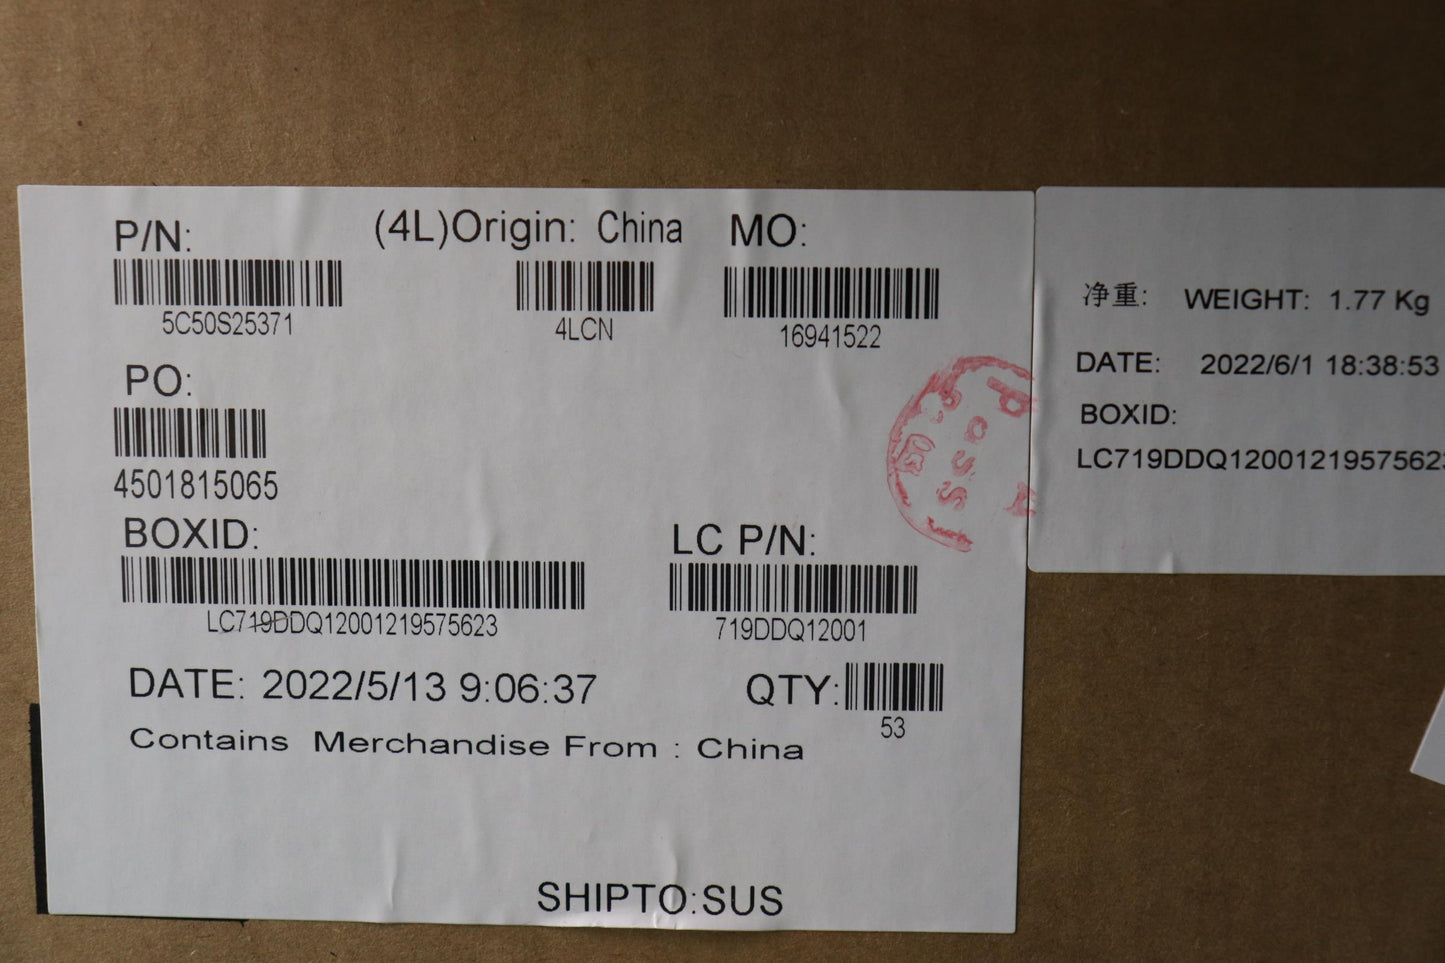 P/N:
(4L)Origin: China
MO:
5C50S25371
4LCN
16941522
PO:
4501815065
BOXID:
LC P/N:
LC719DDQ12001219575623
719DDQ12001
DATE: 2022/5/13 9:06:37
QTY:
53
Contains Merchandise From : China
SHIPTO:SUS
净重: WEIGHT: 1.77 Kg
DATE: 2022/6/1 18:38:53
BOXID:
LC719DDQ1200121957562